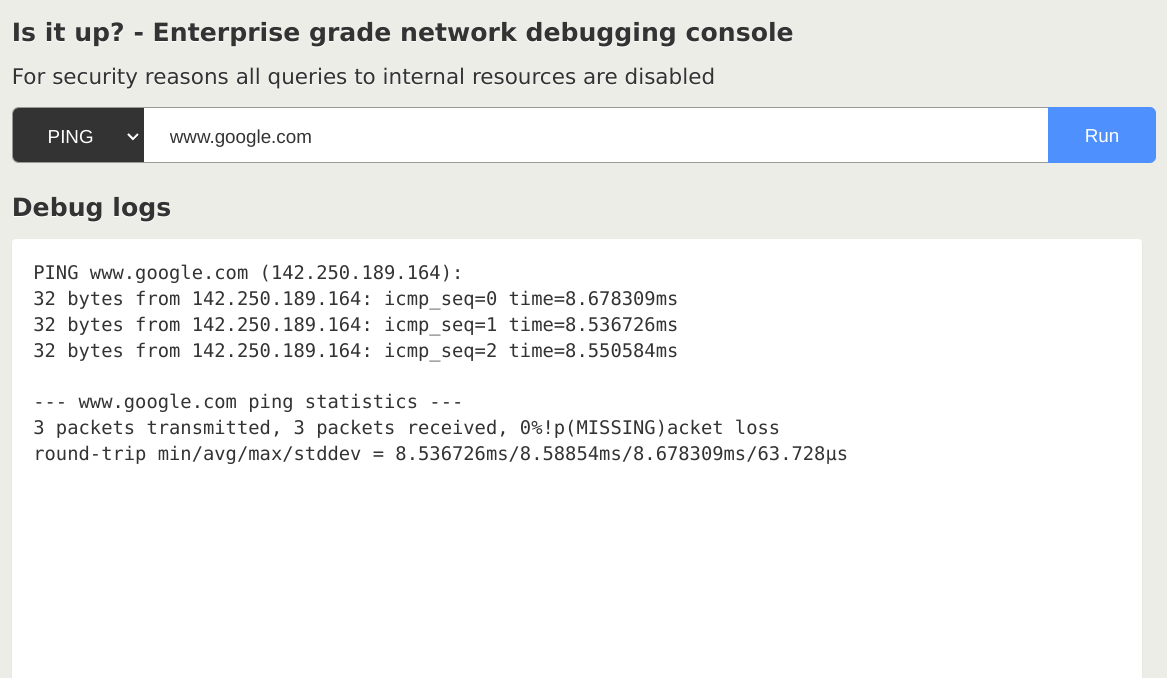 Is it up? - Enterprise grade network debugging console
For security reasons all queries to internal resources are disabled
PING www.google.com Run
Debug logs
PING www.google.com (142.250.189.164):
32 bytes from 142.250.189.164: icmp_seq=0 time=8.678309ms
32 bytes from 142.250.189.164: icmp_seq=1 time=8.536726ms
32 bytes from 142.250.189.164: icmp_seq=2 time=8.550584ms
--- www.google.com ping statistics ---
3 packets transmitted, 3 packets received, 0%!p(MISSING)acket loss
round-trip min/avg/max/stddev = 8.536726ms/8.58854ms/8.678309ms/63.728µs